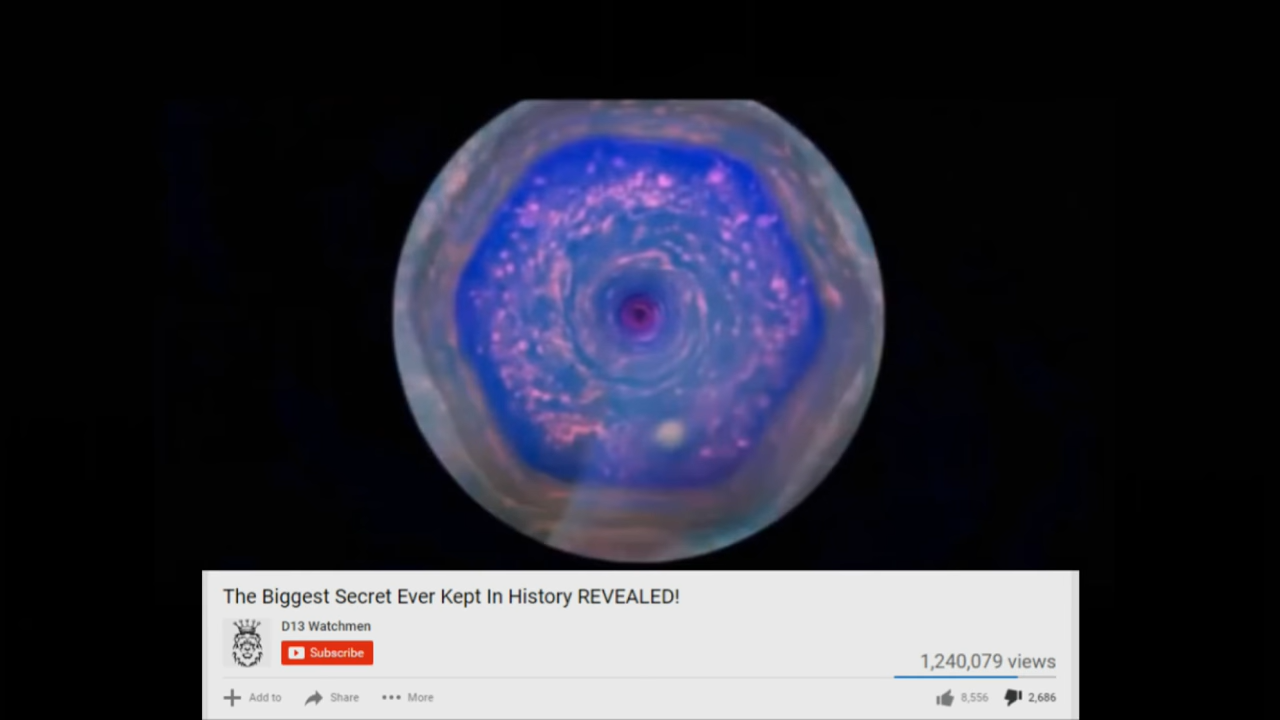 The Biggest Secret Ever Kept In History REVEALED!
D13 Watchmen
Subscribe
1,240,079 views
Add to Share More 8,556 2,686